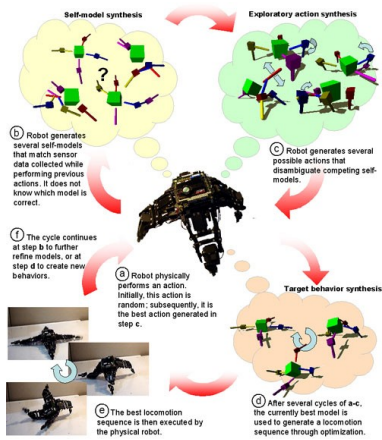 Self-model synthesis
Exploratory action synthesis
?
b Robot generates
several self-models
that match sensor
data collected while
performing previous
actions. It does not
know which model is
correct.
c Robot generates several
possible actions that
disambiguate competing self-
models.
f The cycle continues
at step b to further
refine models, or at
step d to create new
behaviors.
a Robot physically
performs an action.
Initially, this action is
random; subsequently, it is
the best action generated in
step c.
Target behavior synthesis
d After several cycles of a-c,
the currently best model is
used to generate a locomotion
sequence through optimization.
e The best locomotion
sequence is then executed by
the physical robot.